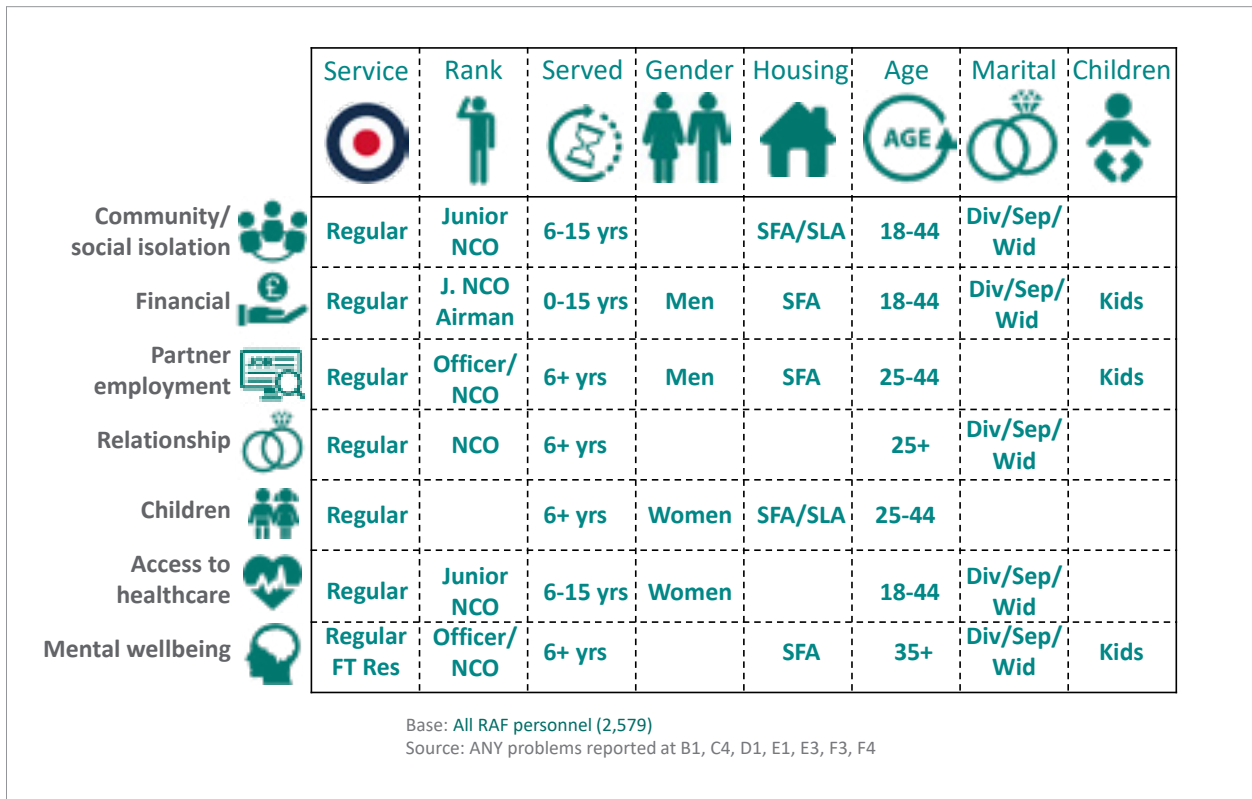 Service Rank Served Gender Housing Age Marital Children
AGE
Community/
social isolation
Regular
Junior
NCO
6-15 yrs
SFA/SLA
18-44
Div/Sep/
Wid
£
Financial
Regular
J. NCO
Airman
0-15 yrs
Men
SFA
18-44
Div/Sep/
Wid
Kids
Partner
employment
JOB
Regular
Officer/
NCO
6+ yrs
Men
SFA
25-44
Kids
Relationship
Regular
NCO
6+ yrs
25+
Div/Sep/
Wid
Children
Regular
6+ yrs
Women
SFA/SLA
25-44
Access to
healthcare
Regular
Junior
NCO
6-15 yrs
Women
18-44
Div/Sep/
Wid
Mental wellbeing
Regular
FT Res
Officer/
NCO
6+ yrs
SFA
35+
Div/Sep/
Wid
Kids
Base: All RAF personnel (2,579)
Source: ANY problems reported at B1, C4, D1, E1, E3, F3, F4